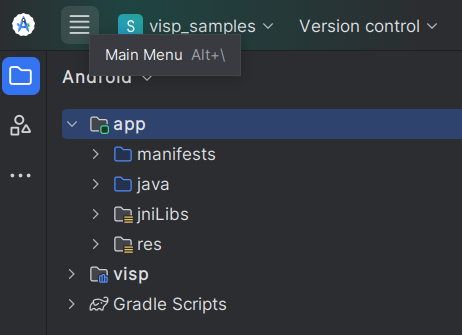 S visp_samples Version control
Main Menu Alt+\
Android
app
manifests
java
jniLibs
res
visp
Gradle Scripts